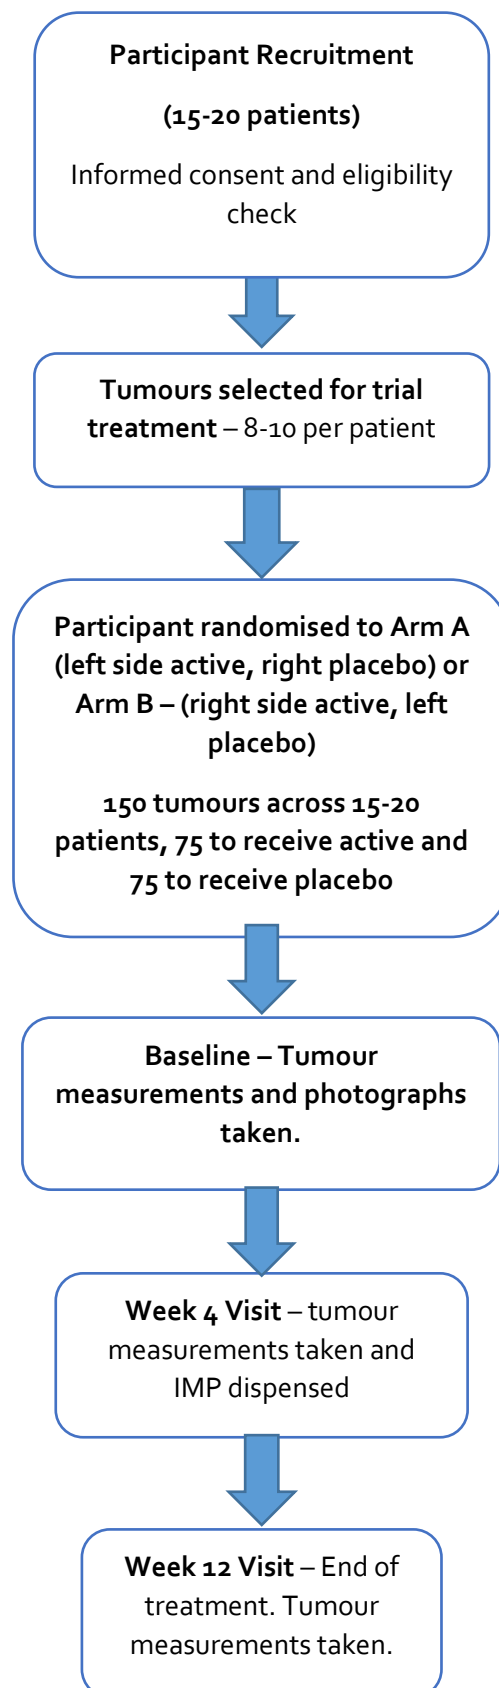 Participant Recruitment
(15-20 patients)
Informed consent and eligibility
check
Tumours selected for trial
treatment – 8-10 per patient
Participant randomised to Arm A
(left side active, right placebo) or
Arm B – (right side active, left
placebo)
150 tumours across 15-20
patients, 75 to receive active and
75 to receive placebo
Baseline – Tumour
measurements and photographs
taken.
Week 4 Visit – tumour
measurements taken and
IMP dispensed
Week 12 Visit – End of
treatment. Tumour
measurements taken.